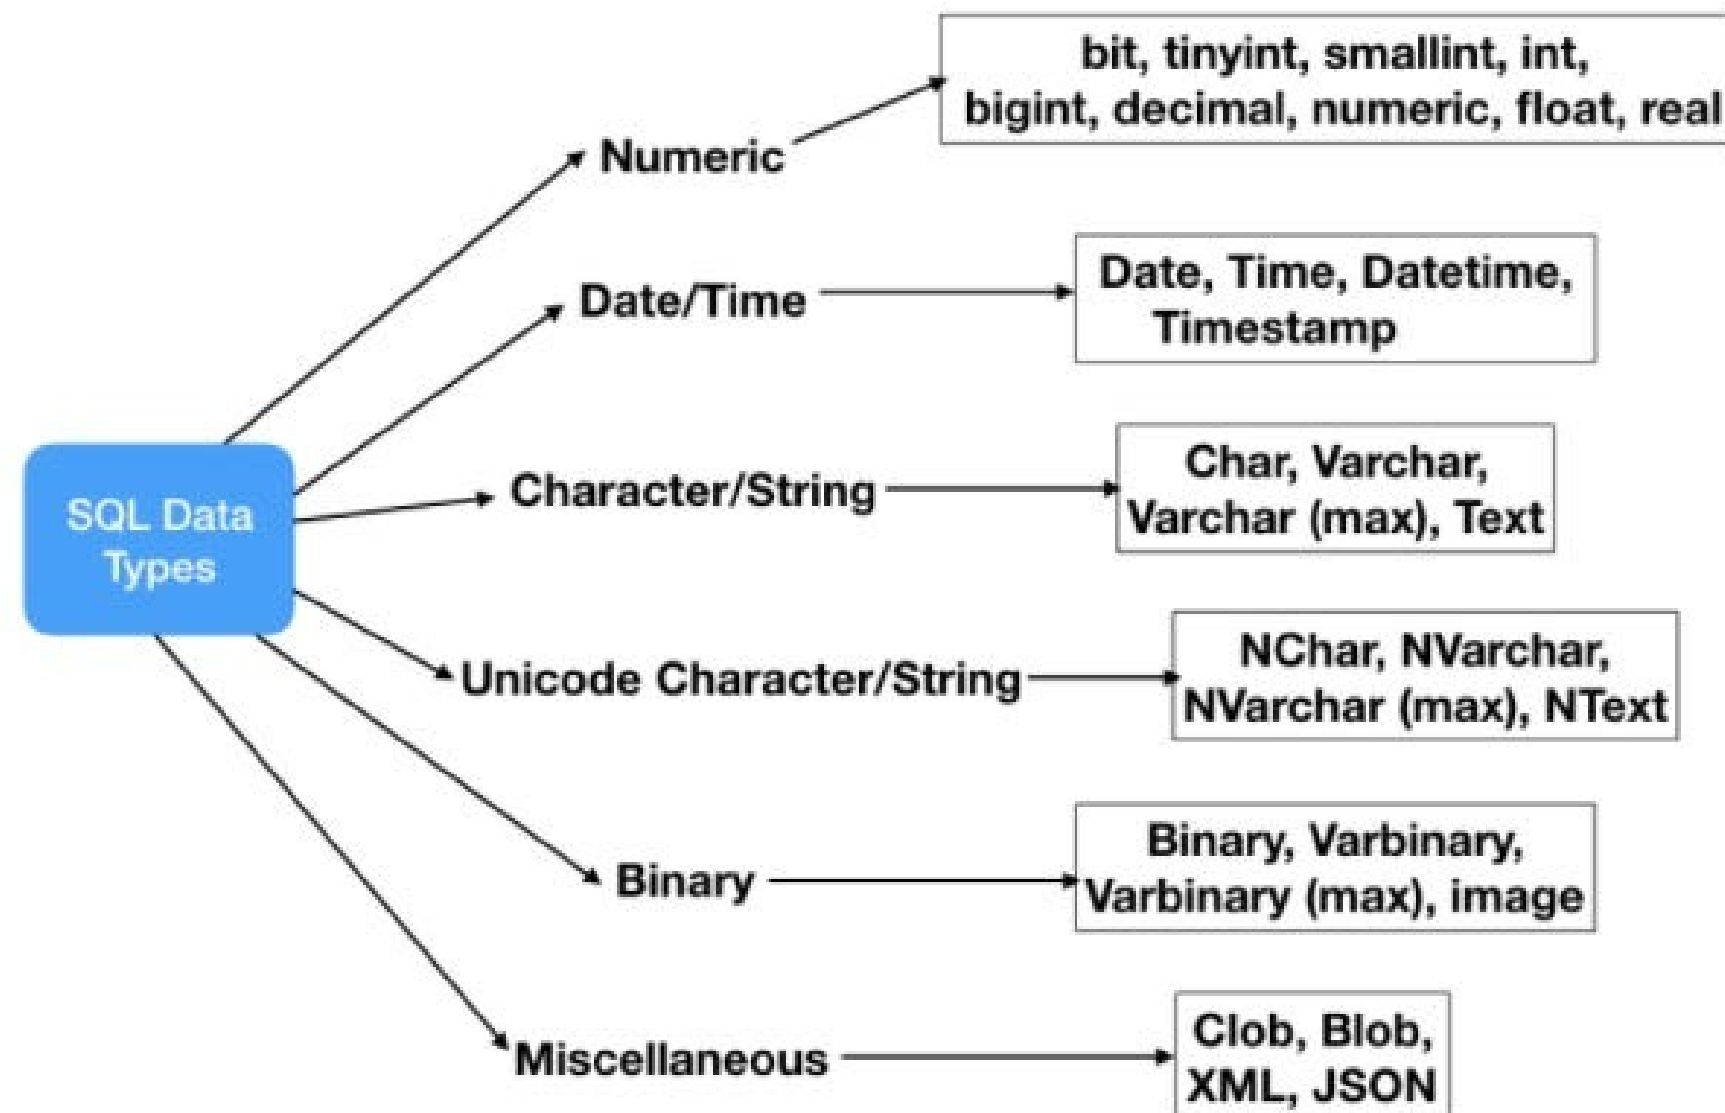 bit, tinyint, smallint, int,
bigint, decimal, numeric, float, real
Numeric
Date, Time, Datetime,
Timestamp
Date/Time
Char, Varchar,
Varchar (max), Text
Character/String
SQL Data
Types
NChar, NVarchar,
NVarchar (max), NText
Unicode Character/String
Binary, Varbinary,
Varbinary (max), image
Binary
Clob, Blob,
XML, JSON
Miscellaneous